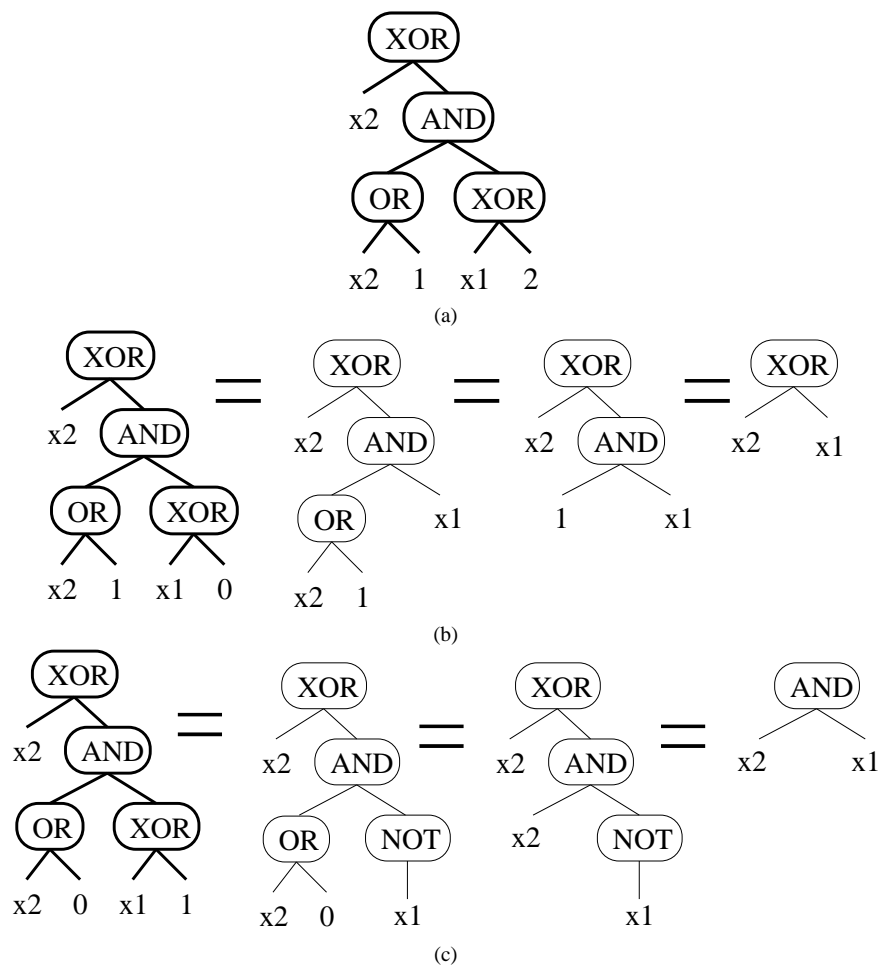 XOR
x2 AND
OR XOR
x2 1 x1 2
(a)
XOR = XOR = XOR = XOR
x2 AND x2 AND x2 AND x2 x1
OR XOR OR x1 1 x1
x2 1 x1 0 x2 1
(b)
XOR = XOR = XOR = AND
x2 AND x2 AND x2 AND x2 x1
OR XOR OR NOT x2 NOT
x2 0 x1 1 x2 0 x1 x1
(c)